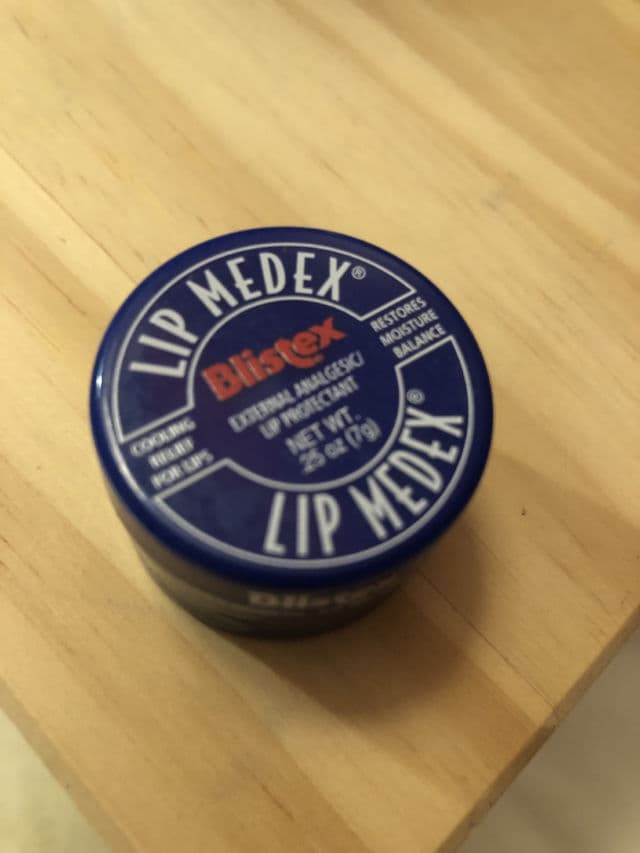 LIP MEDEX®
Blistex
EXTERNAL ANALGESIC/
LIP PROTECTANT
NET WT.
.25 oz (7g)
RESTORES
MOISTURE
BALANCE
COOLING
RELIEF
FOR LIPS
LIP MEDEX®
Blistex